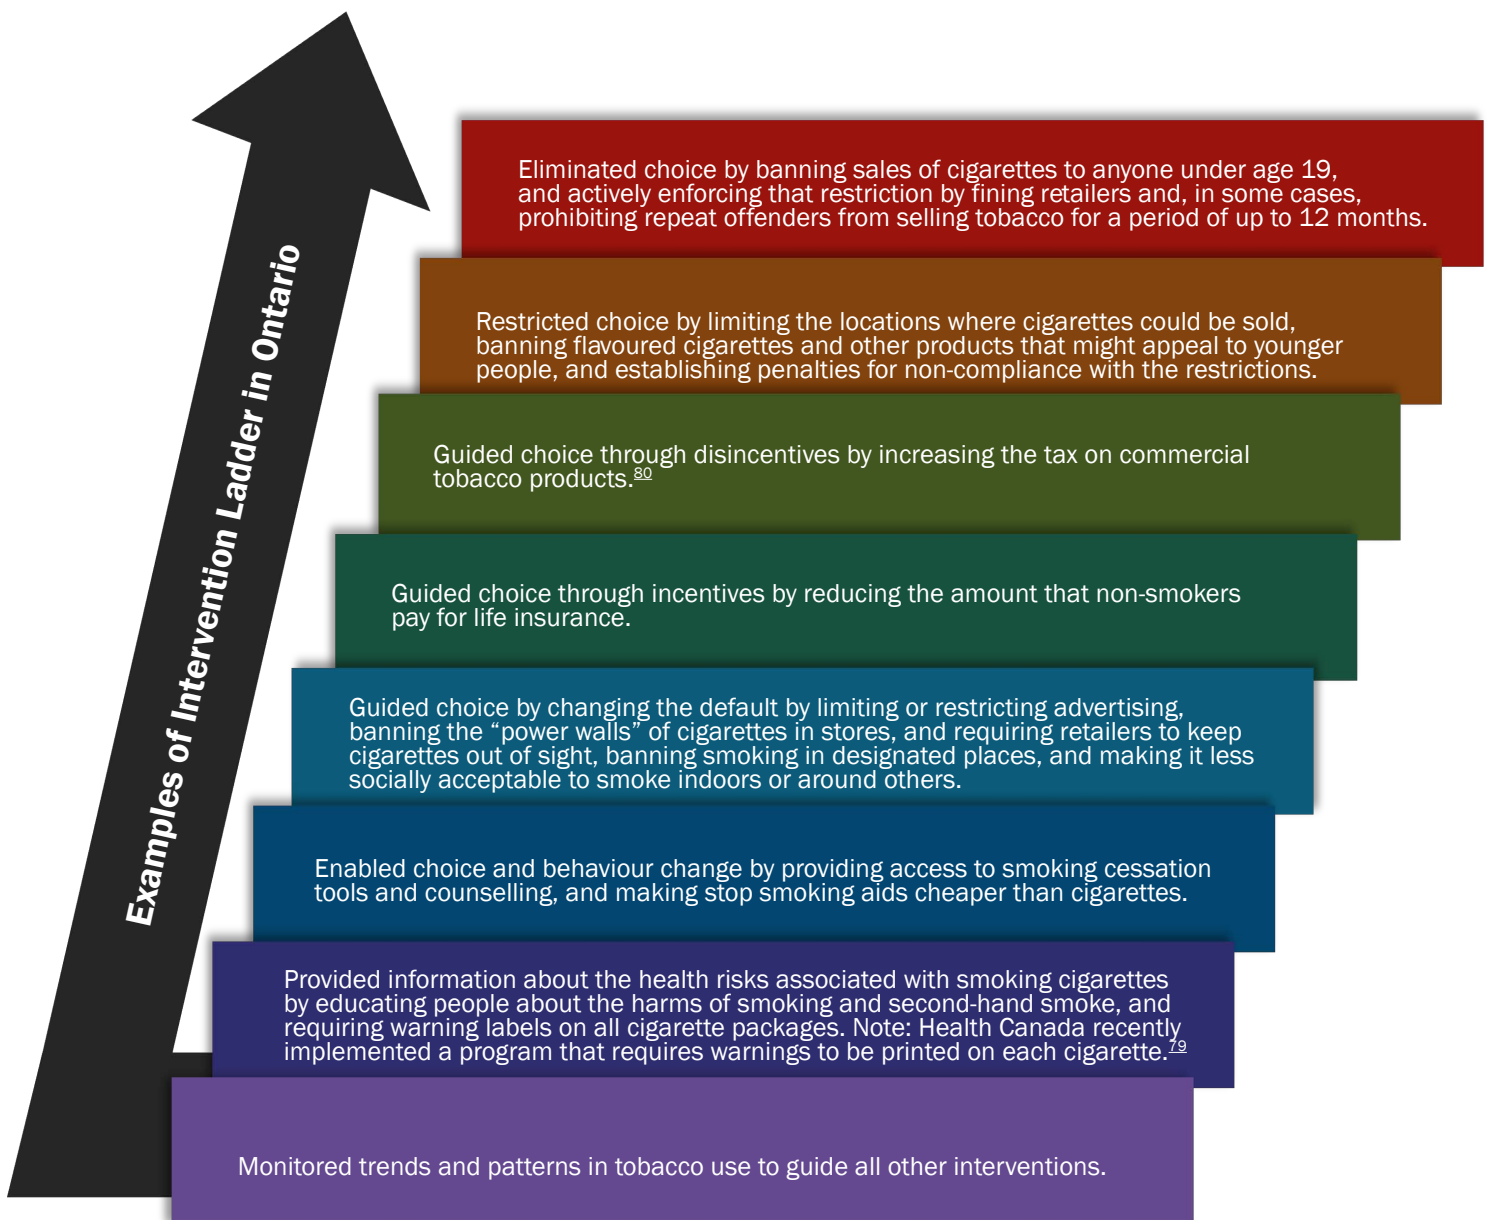 Examples of Intervention Ladder in Ontario
Eliminated choice by banning sales of cigarettes to anyone under age 19,
and actively enforcing that restriction by fining retailers and, in some cases,
prohibiting repeat offenders from selling tobacco for a period of up to 12 months.
Restricted choice by limiting the locations where cigarettes could be sold,
banning flavoured cigarettes and other products that might appeal to younger
people, and establishing penalties for non-compliance with the restrictions.
Guided choice through disincentives by increasing the tax on commercial
tobacco products.80
Guided choice through incentives by reducing the amount that non-smokers
pay for life insurance.
Guided choice by changing the default by limiting or restricting advertising,
banning the “power walls” of cigarettes in stores, and requiring retailers to keep
cigarettes out of sight, banning smoking in designated places, and making it less
socially acceptable to smoke indoors or around others.
Enabled choice and behaviour change by providing access to smoking cessation
tools and counselling, and making stop smoking aids cheaper than cigarettes.
Provided information about the health risks associated with smoking cigarettes
by educating people about the harms of smoking and second-hand smoke, and
requiring warning labels on all cigarette packages. Note: Health Canada recently
implemented a program that requires warnings to be printed on each cigarette.79
Monitored trends and patterns in tobacco use to guide all other interventions.